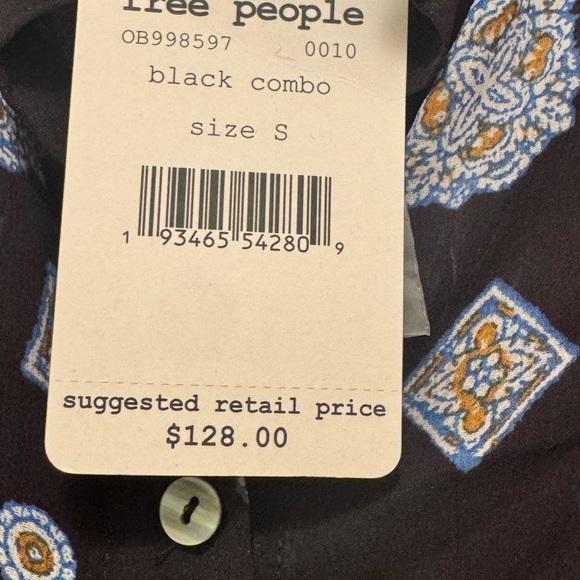 free people
OB998597 0010
black combo
size S
1 93465 54280 9
suggested retail price
$128.00